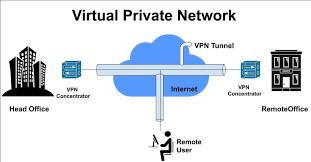 Virtual Private Network
VPN Tunnel
VPN
Concentrator
Internet
VPN
Concentrator
Head Office
RemoteOffice
Remote
User